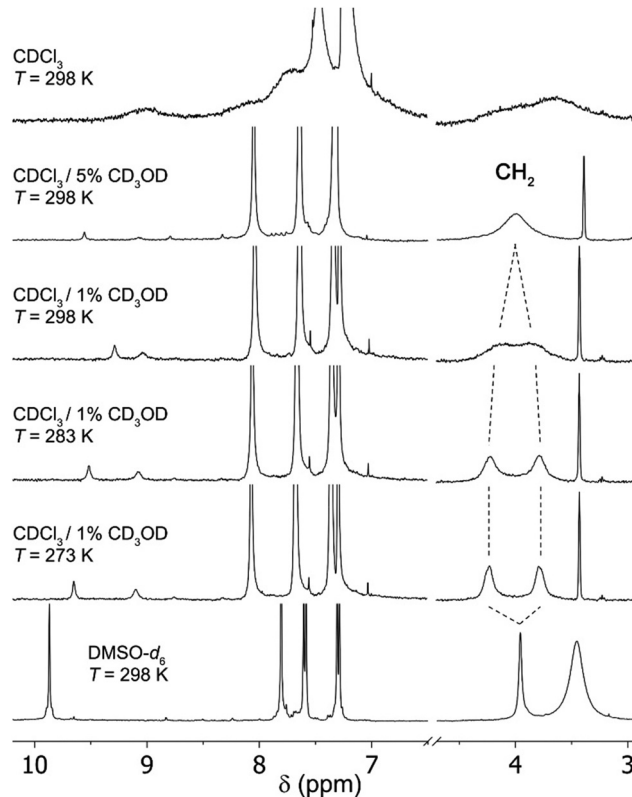 CDCl₃
T = 298 K
CDCl₃ / 5% CD₃OD
T = 298 K
CH₂
CDCl₃ / 1% CD₃OD
T = 298 K
CDCl₃ / 1% CD₃OD
T = 283 K
CDCl₃ / 1% CD₃OD
T = 273 K
DMSO-d₆
T = 298 K
10 9 8 7 4 3
δ (ppm)